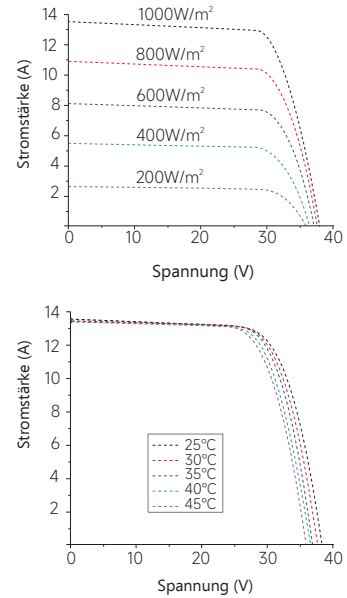 14
1000W/m²
12
800W/m²
10
600W/m²
8
400W/m²
6
4
200W/m²
2
0 10 20 30 40
Stromstärke (A)
Spannung (V)
14
12
10
8
6
4
2
25°C
30°C
35°C
40°C
45°C
0 10 20 30 40
Stromstärke (A)
Spannung (V)